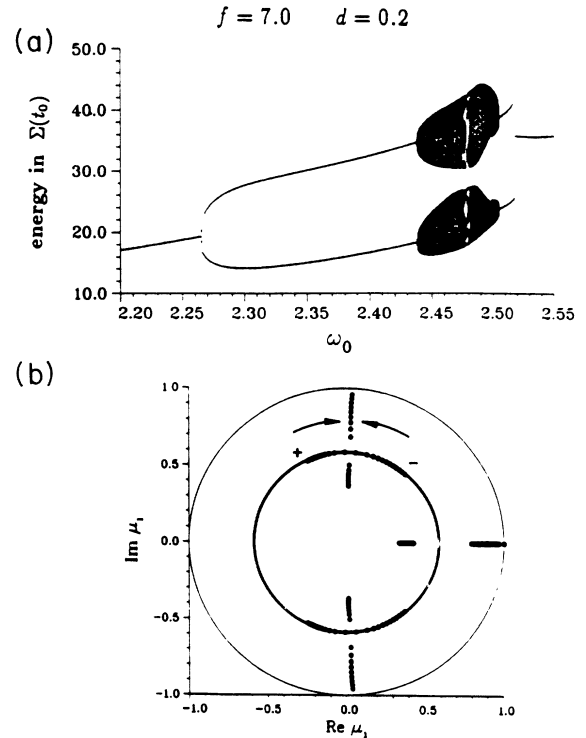 f = 7.0 d = 0.2
(a)
energy in Σ(t₀)
50.0
40.0
30.0
20.0
10.0
2.20 2.25 2.30 2.35 2.40 2.45 2.50 2.55
ω₀
(b)
Im μᵢ
1.0
0.5
0.0
-0.5
-1.0
+ −
-1.0 -0.5 0.0 0.5 1.0
Re μᵢ